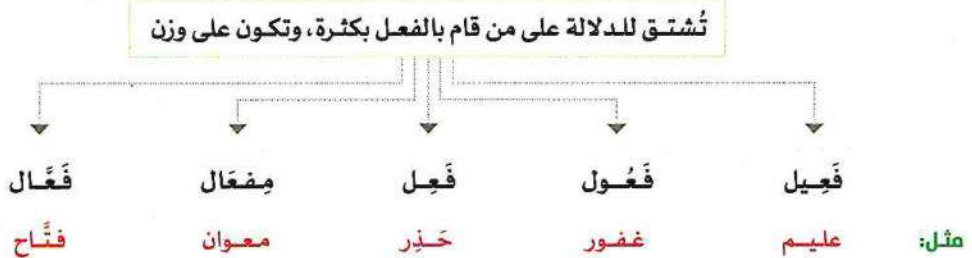 تُشتق للدلالة على من قام بالفعل بكثرة، وتكون على وزن
فَعِيل فَعُول فَعِل مِفعَال فَعَّال
مثل: عليم غفور حَذِر معوان فتَّاح